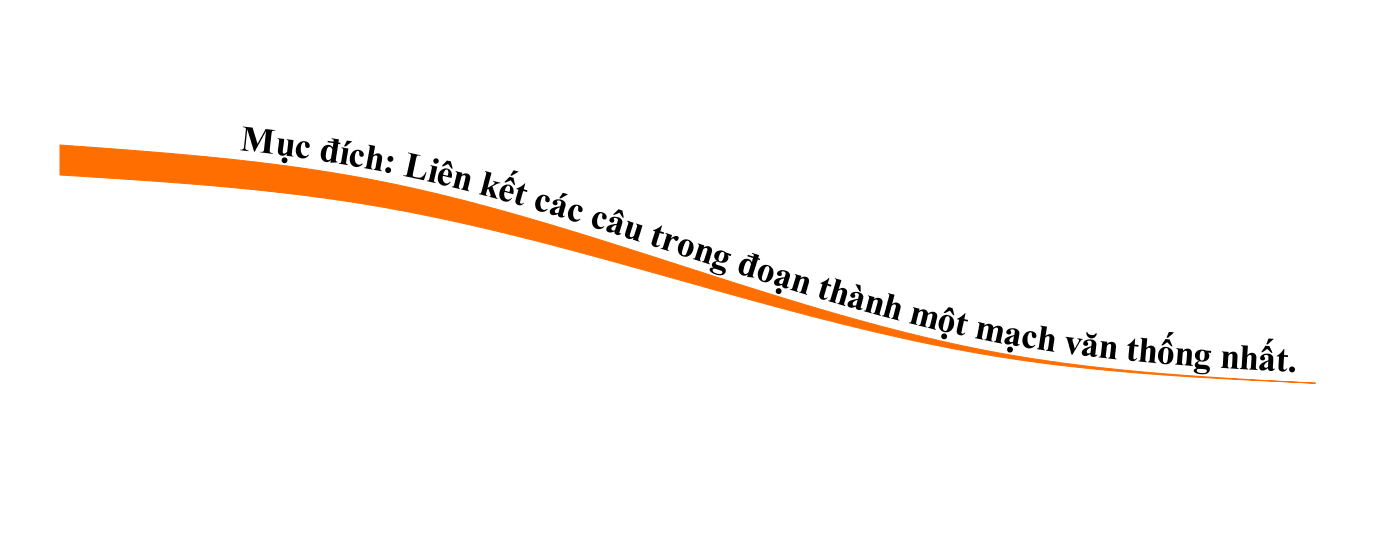 Mục đích: Liên kết các câu trong đoạn thành một mạch văn thống nhất.